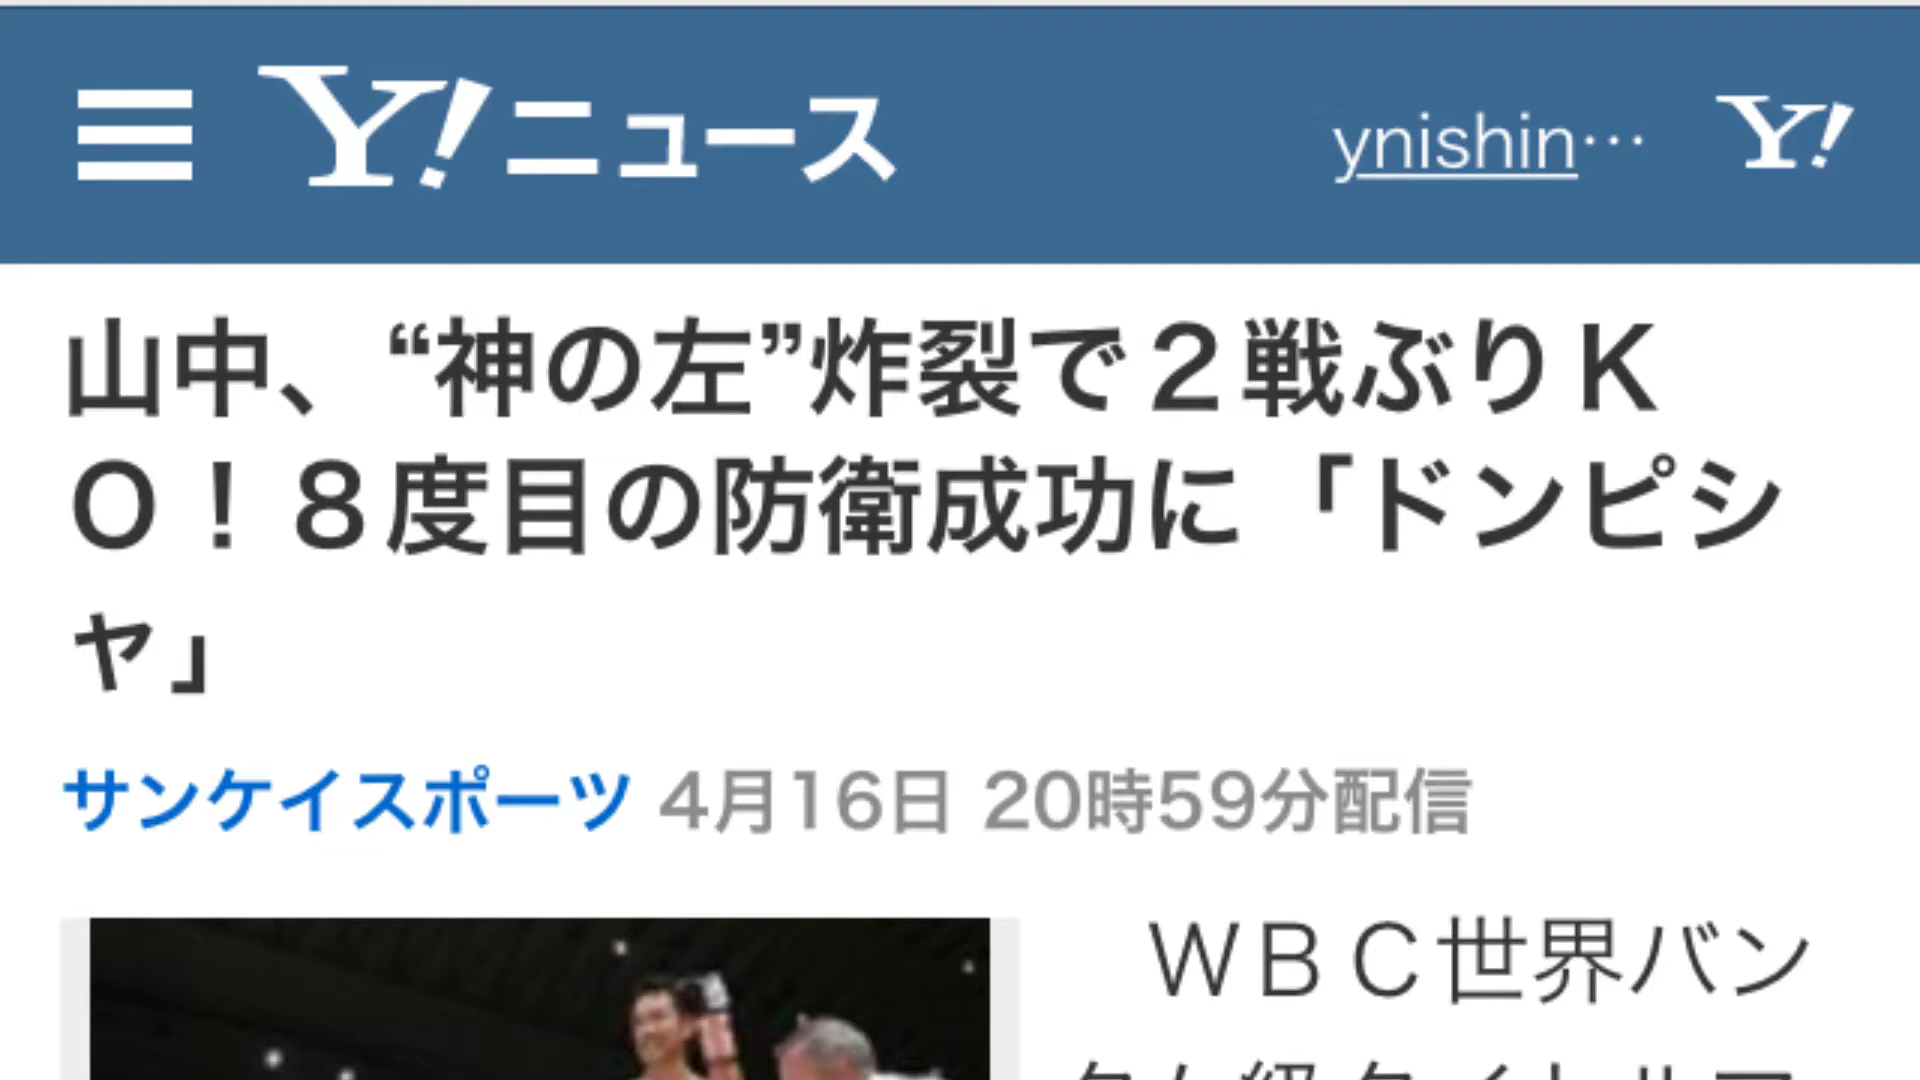 Y!ニュース
ynishin… Y!
山中、“神の左”炸裂で２戦ぶりＫ
Ｏ！８度目の防衛成功に「ドンピシ
ャ」
サンケイスポーツ 4月16日 20時59分配信
ＷＢＣ世界バン